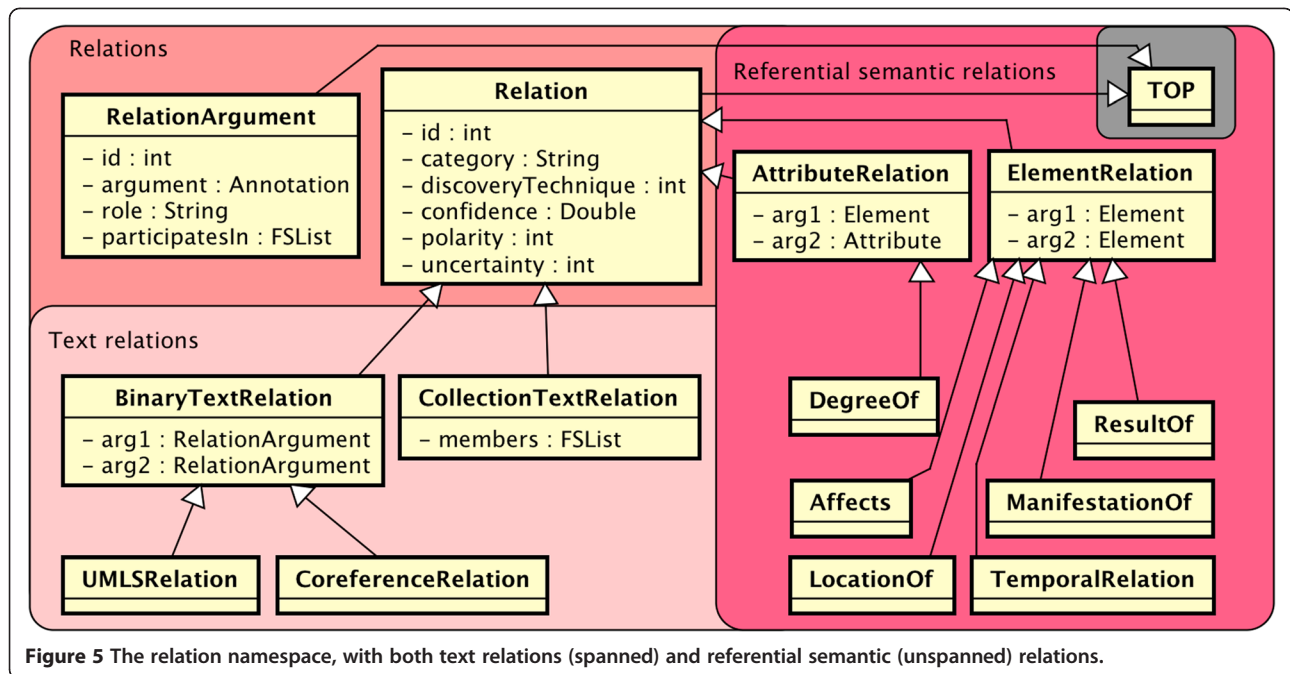 Relations
RelationArgument
– id : int
– argument : Annotation
– role : String
– participatesIn : FSList
Relation
– id : int
– category : String
– discoveryTechnique : int
– confidence : Double
– polarity : int
– uncertainty : int
Referential semantic relations
TOP
AttributeRelation
– arg1 : Element
– arg2 : Attribute
ElementRelation
– arg1 : Element
– arg2 : Element
Text relations
BinaryTextRelation
– arg1 : RelationArgument
– arg2 : RelationArgument
CollectionTextRelation
– members : FSList
DegreeOf
ResultOf
Affects
ManifestationOf
UMLSRelation
CoreferenceRelation
LocationOf
TemporalRelation
Figure 5 The relation namespace, with both text relations (spanned) and referential semantic (unspanned) relations.